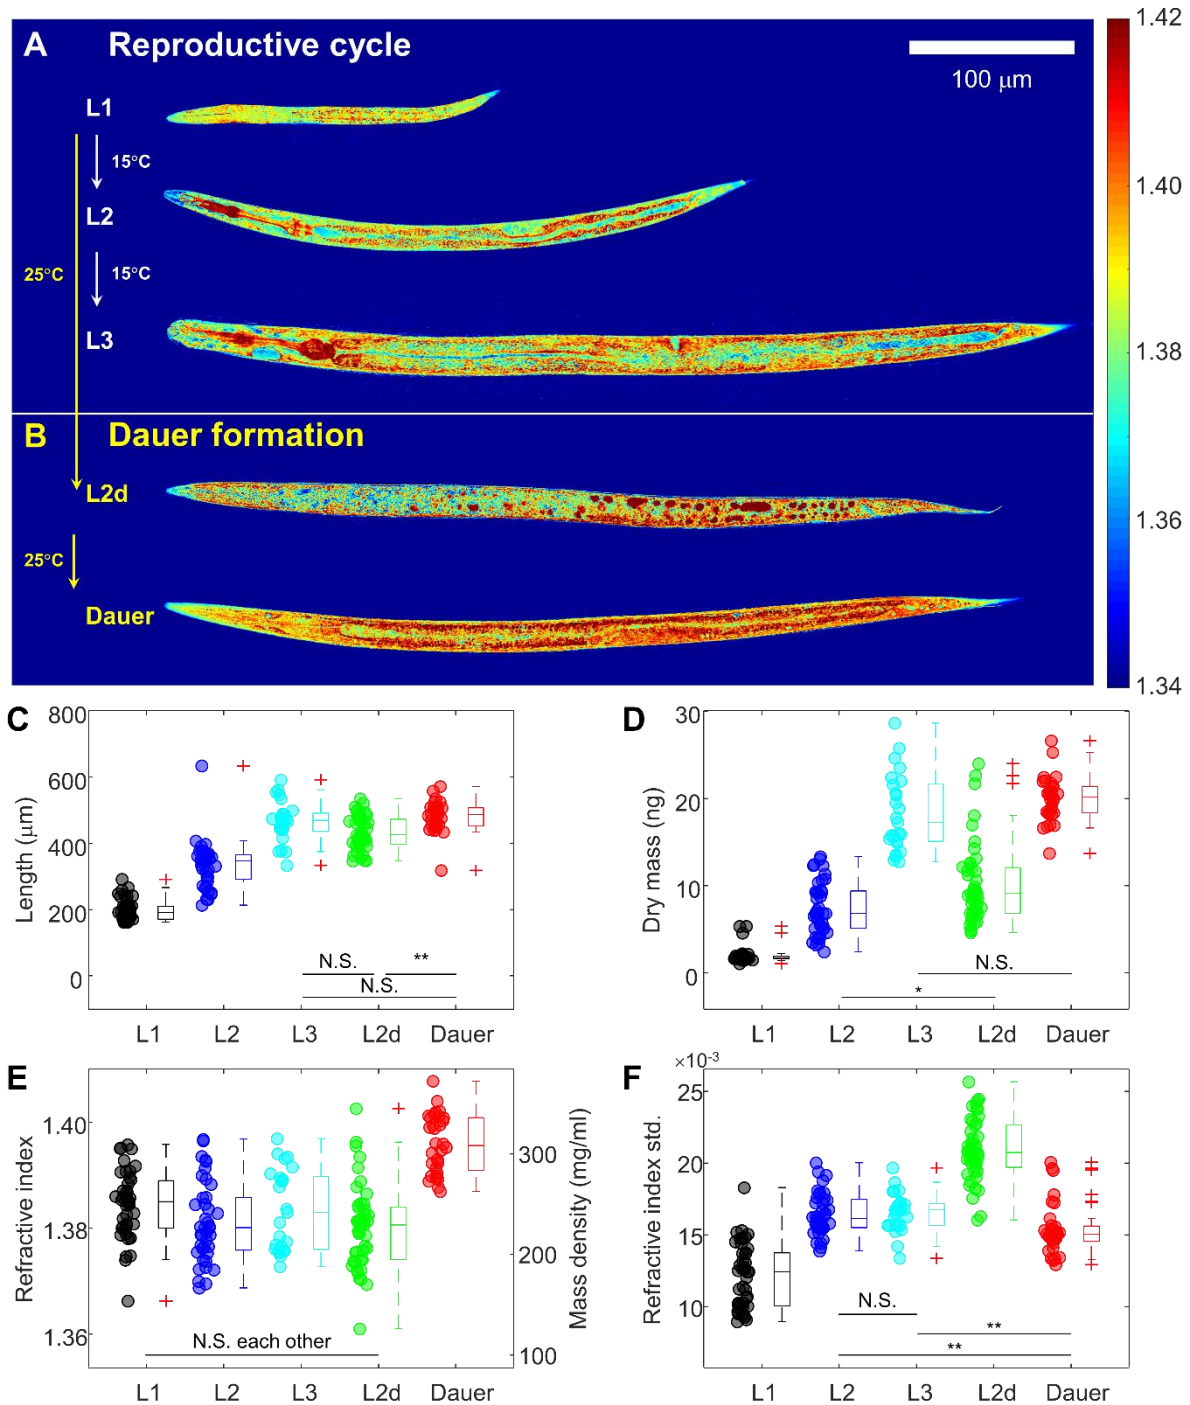 A Reproductive cycle
100 μm
L1
15°C
L2
15°C
25°C
L3
B Dauer formation
L2d
25°C
Dauer
1.42
1.40
1.38
1.36
1.34
C
Length (μm)
800
600
400
200
0
N.S.
**
N.S.
L1 L2 L3 L2d Dauer
D
Dry mass (ng)
30
20
10
0
N.S.
*
L1 L2 L3 L2d Dauer
E
Refractive index
1.40
1.38
1.36
Mass density (mg/ml)
300
200
100
N.S. each other
L1 L2 L3 L2d Dauer
F
×10-3
Refractive index std.
25
20
15
10
N.S.
**
**
L1 L2 L3 L2d Dauer